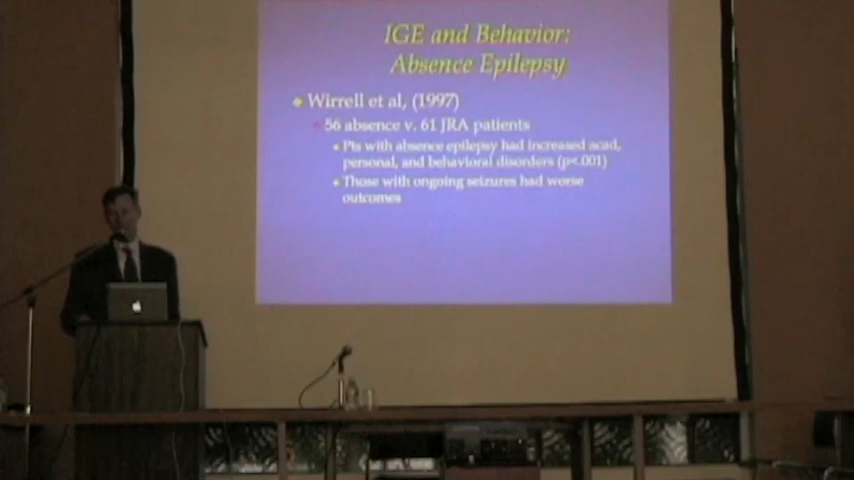 IGE and Behavior:
Absence Epilepsy
Wirrell et al, (1997)
56 absence v. 61 JRA patients
Pts with absence epilepsy had increased acad,
personal, and behavioral disorders (p<.001)
Those with ongoing seizures had worse
outcomes